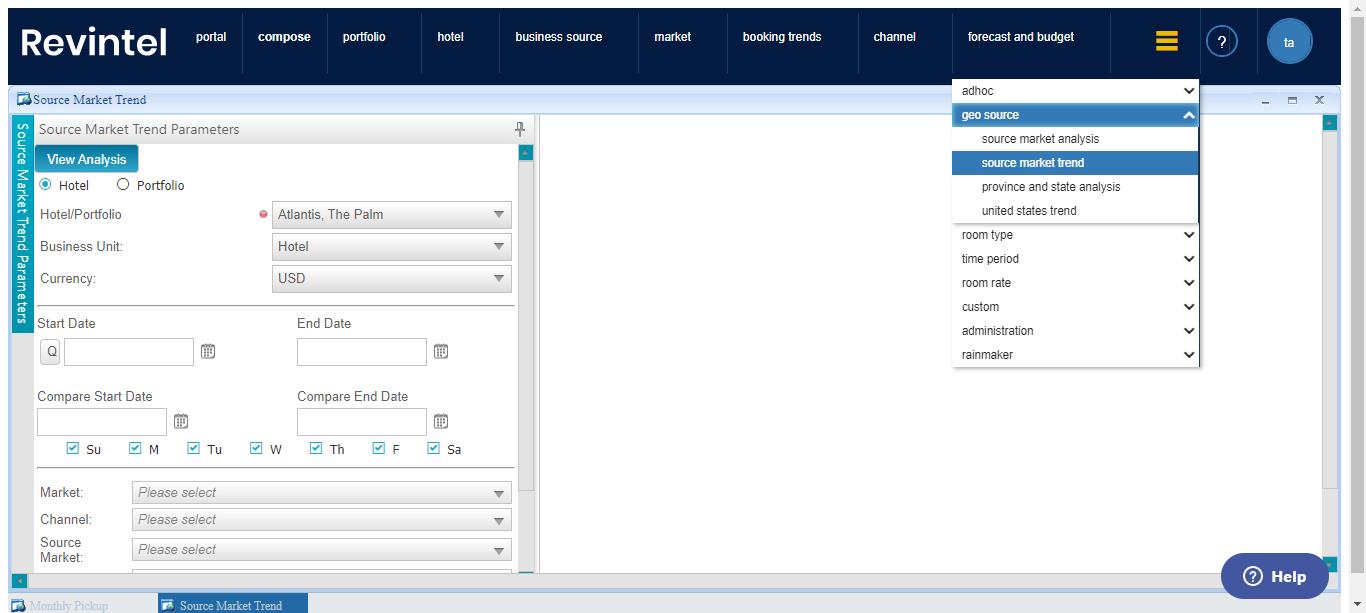 Revintel
portal compose portfolio hotel business source market booking trends channel forecast and budget ? ta
Source Market Trend
adhoc
geo source
source market analysis
source market trend
province and state analysis
united states trend
room type
time period
room rate
custom
administration
rainmaker
Source Market Trend Parameters
Source Market Trend Parameters
View Analysis
Hotel Portfolio
Hotel/Portfolio Atlantis, The Palm
Business Unit: Hotel
Currency: USD
Start Date End Date
Q
Compare Start Date Compare End Date
Su M Tu W Th F Sa
Market: Please select
Channel: Please select
Source
Market: Please select
? Help
Monthly Pickup Source Market Trend